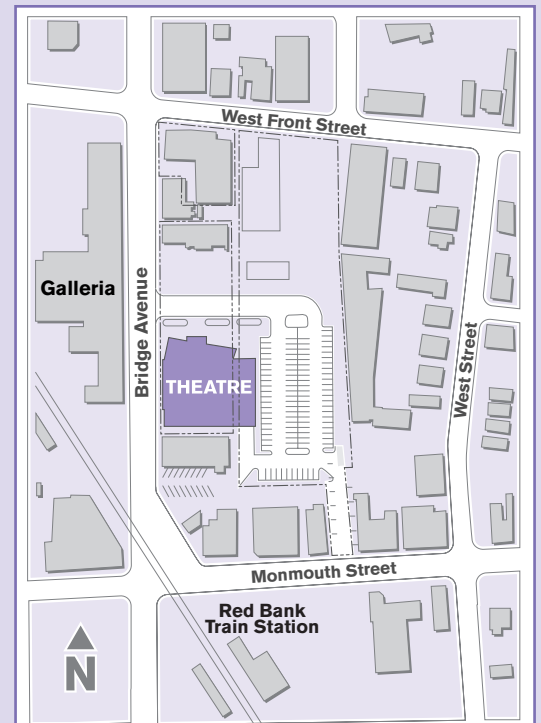 West Front Street
Galleria
Bridge Avenue
THEATRE
West Street
Monmouth Street
Red Bank
Train Station
N